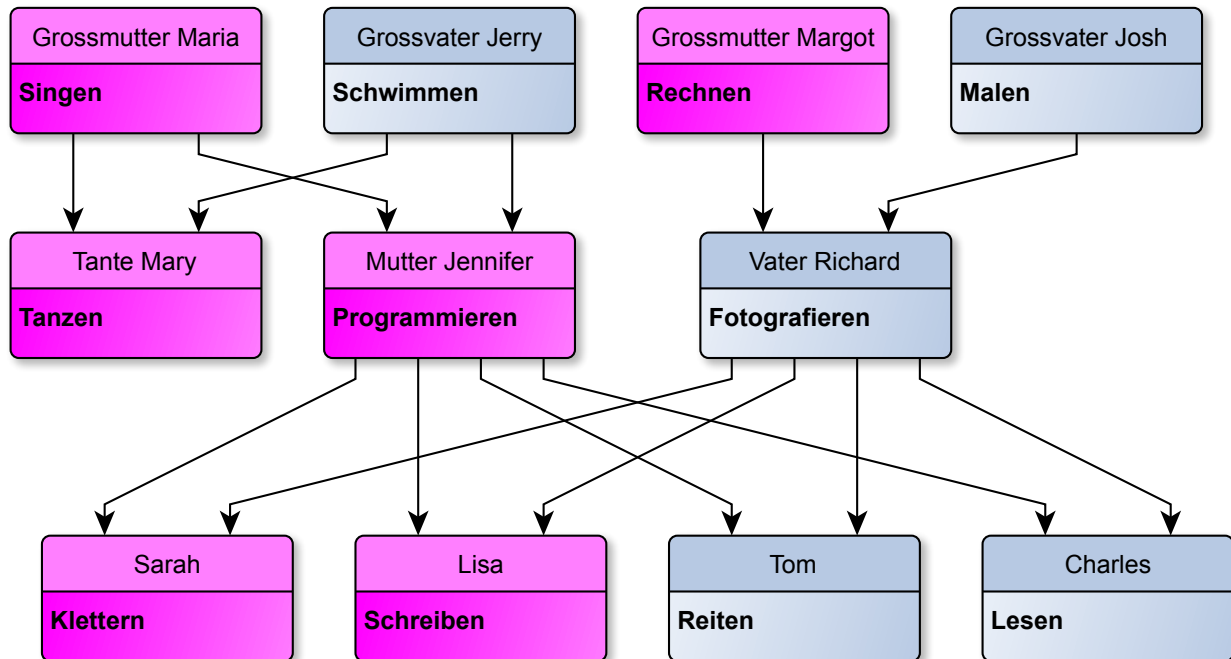 Grossmutter Maria
Singen
Grossvater Jerry
Schwimmen
Grossmutter Margot
Rechnen
Grossvater Josh
Malen
Tante Mary
Tanzen
Mutter Jennifer
Programmieren
Vater Richard
Fotografieren
Sarah
Klettern
Lisa
Schreiben
Tom
Reiten
Charles
Lesen